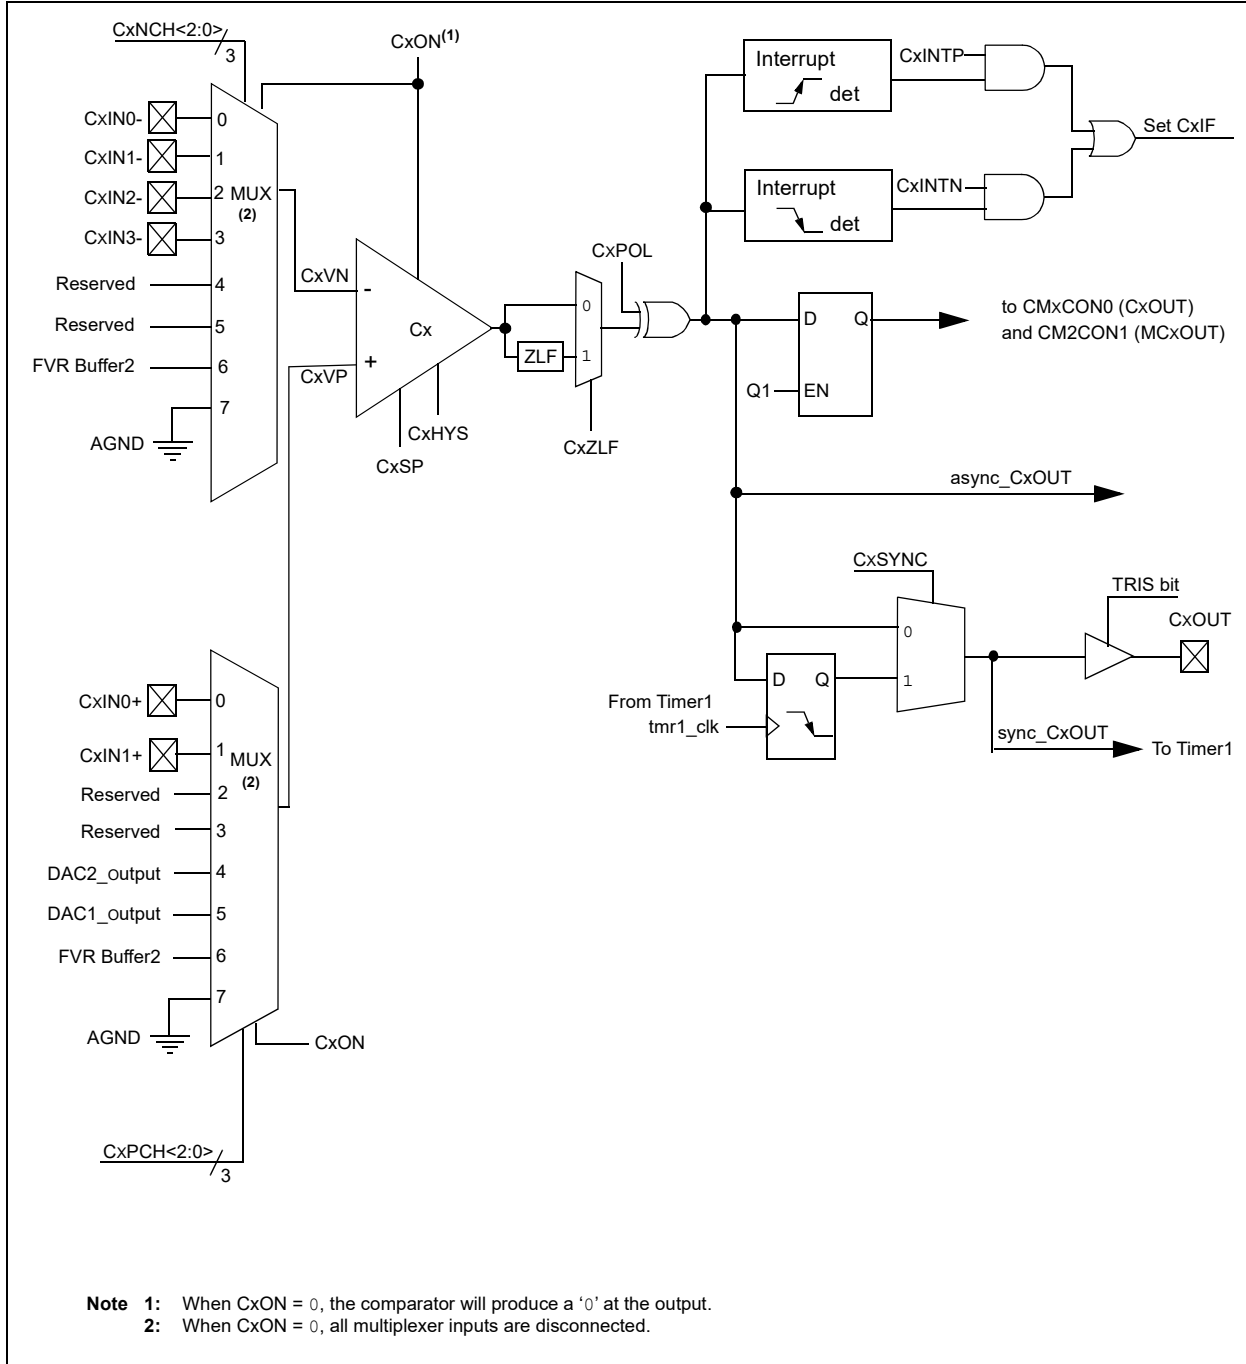 CxNCH<2:0>
3
CxON(1)
CxIN0-
0
CxIN1-
1
CxIN2-
2
MUX
(2)
CxIN3-
3
Reserved
4
Reserved
5
FVR Buffer2
6
7
AGND
CxVN
-
Cx
+
CxVP
CxHYS
CxSP
0
ZLF
1
CxZLF
CxPOL
Interrupt
det
CxINTP
Interrupt
det
CxINTN
Set CxIF
D
Q
Q1
EN
to CMxCON0 (CxOUT)
and CM2CON1 (MCxOUT)
async_CxOUT
CxSYNC
0
1
D
Q
From Timer1
tmr1_clk
TRIS bit
CxOUT
sync_CxOUT
To Timer1
CxIN0+
0
CxIN1+
1
MUX
(2)
Reserved
2
Reserved
3
DAC2_output
4
DAC1_output
5
FVR Buffer2
6
7
AGND
CxON
CxPCH<2:0>
3
Note 1: When CxON = 0, the comparator will produce a ‘0’ at the output.
2: When CxON = 0, all multiplexer inputs are disconnected.